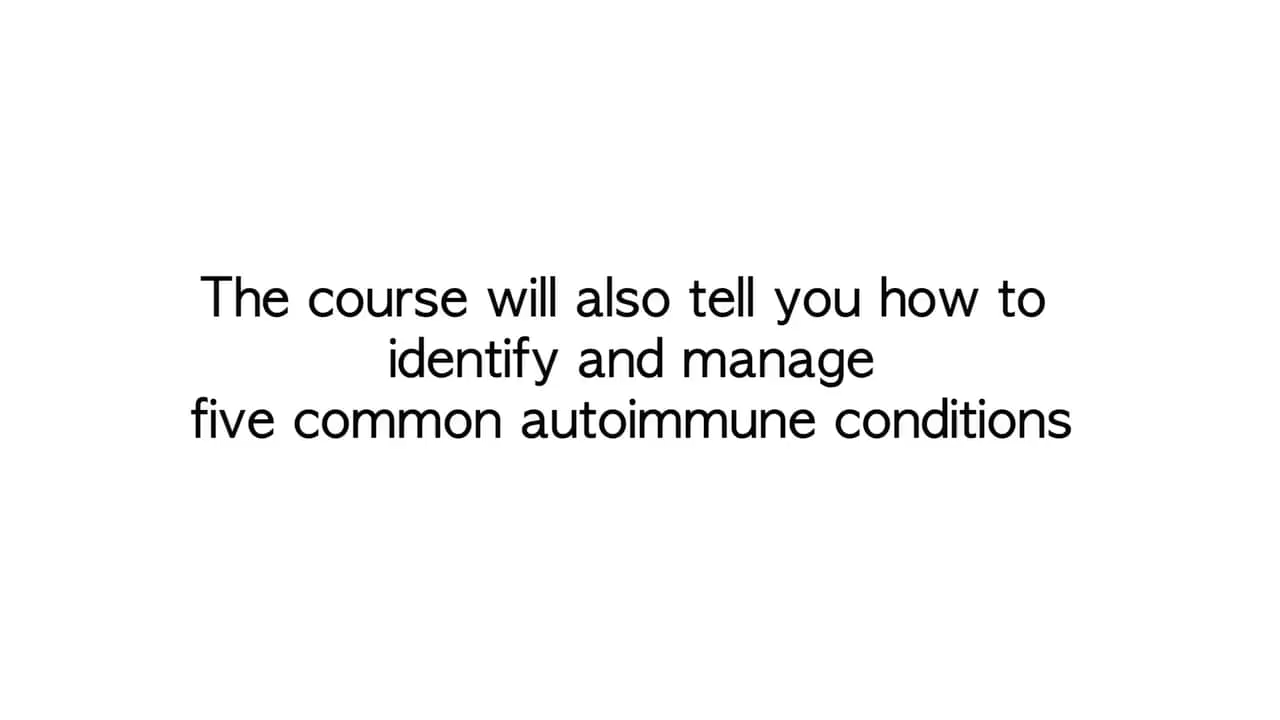 The course will also tell you how to
identify and manage
five common autoimmune conditions